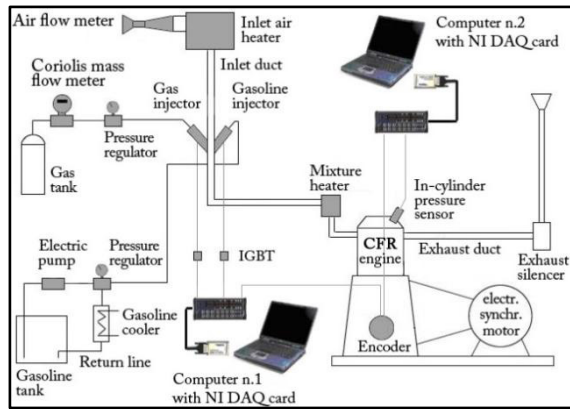 Air flow meter
Inlet air
heater
Inlet duct
Computer n.2
with NI DAQ card
Coriolis mass
flow meter
Gas
injector
Gasoline
injector
Pressure
regulator
Gas
tank
Mixture
heater
In-cylinder
pressure
sensor
CFR
engine
Exhaust duct
Exhaust
silencer
Electric
pump
Pressure
regulator
IGBT
Gasoline
cooler
Return line
Gasoline
tank
electr.
synchr.
motor
Encoder
Computer n.1
with NI DAQ card